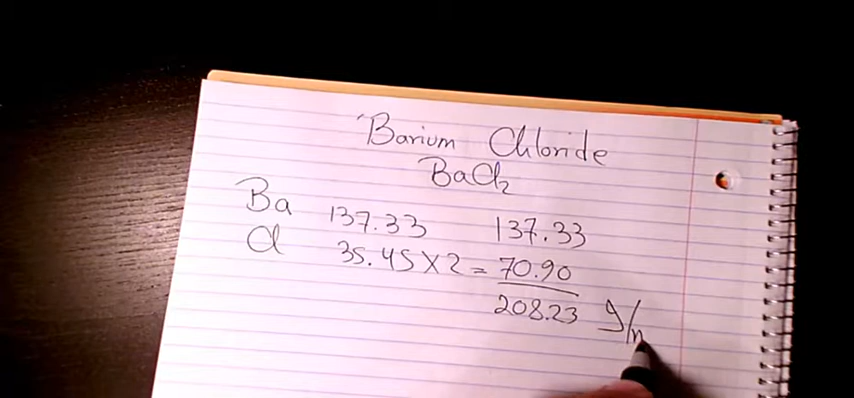 Barium Chloride
BaCl2
Ba 137.33 137.33
Cl 35.45 X 2 = 70.90
208.23 g/m